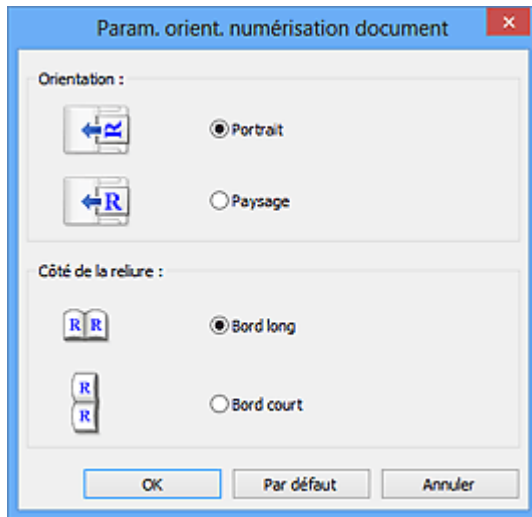 Param. orient. numérisation document
Orientation :
R
Portrait
R
Paysage
Côté de la reliure :
R R
Bord long
R
R
Bord court
OK
Par défaut
Annuler